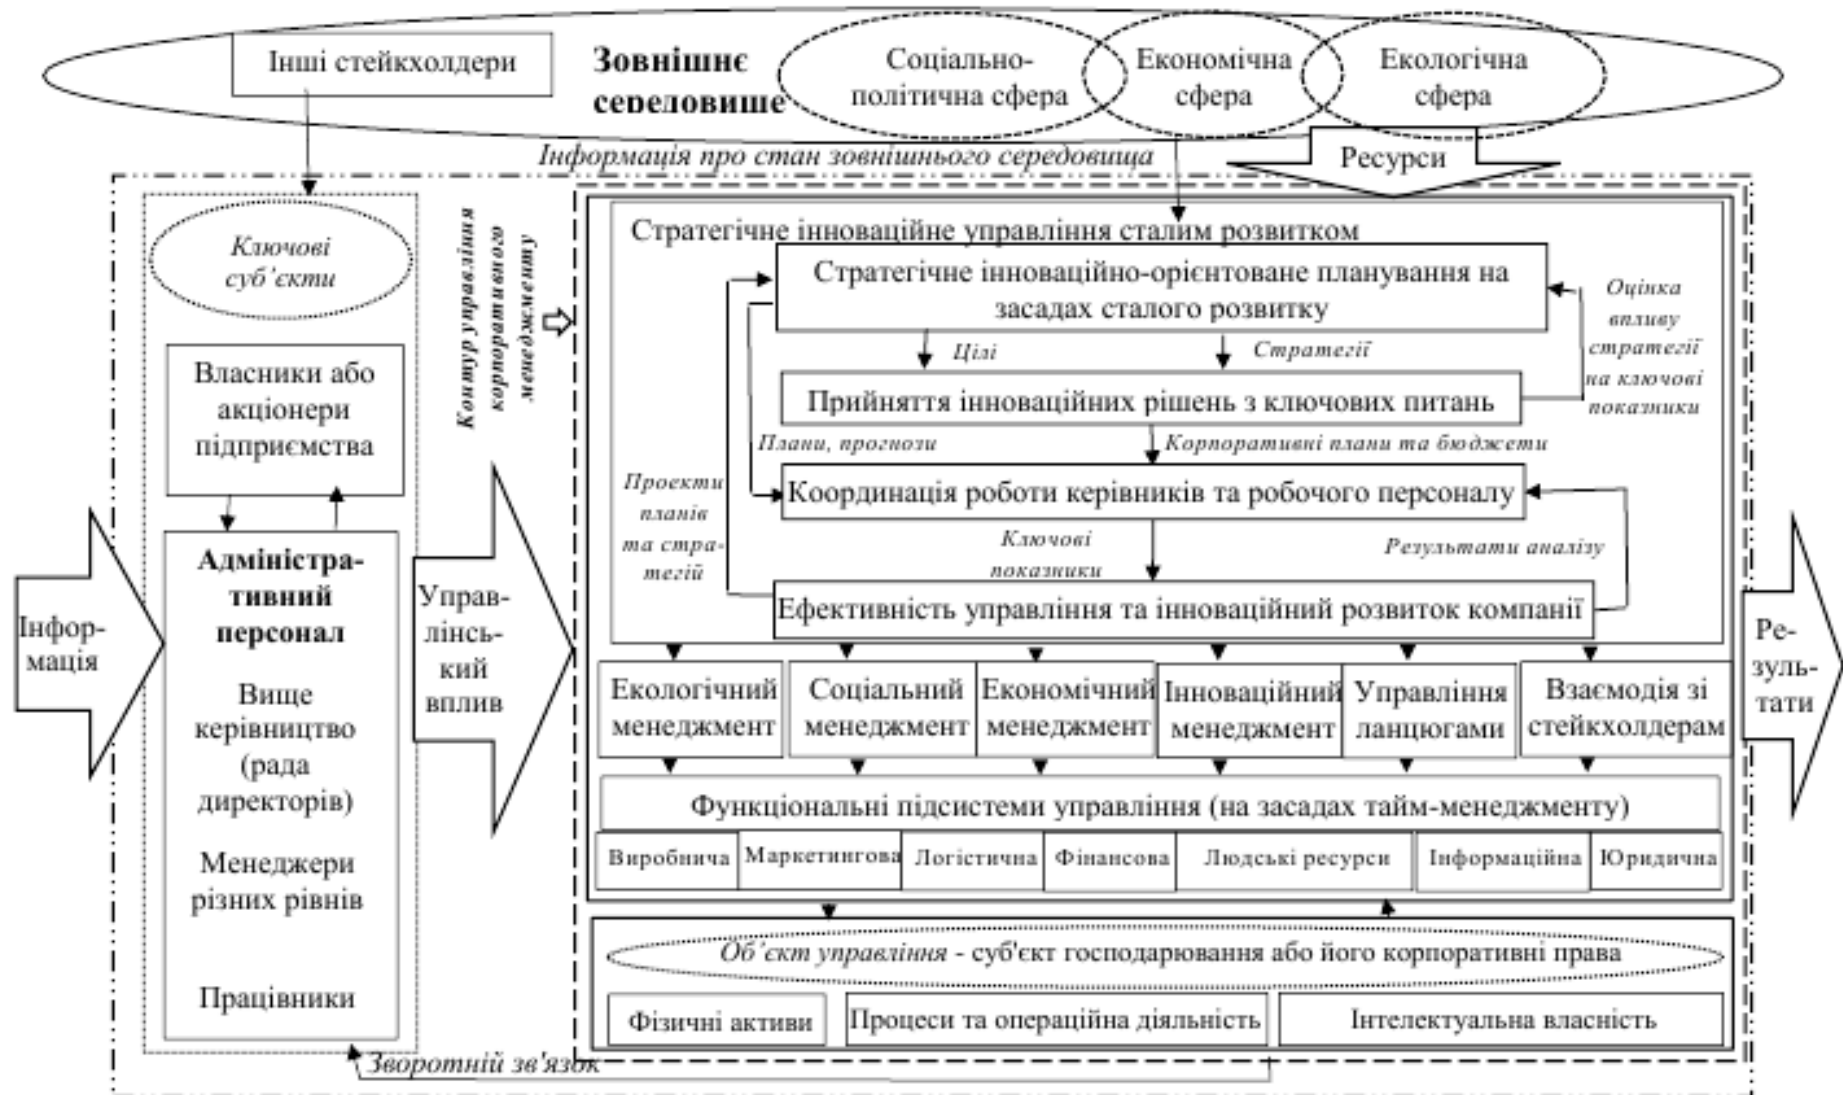 Інші стейкхолдери
Зовнішнє
середовище
Соціально-
політична сфера
Економічна
сфера
Екологічна
сфера
Інформація про стан зовнішнього середовища
Ресурси
Ключові
суб’єкти
Власники або
акціонери
підприємства
Адміністра-
тивний
персонал
Вище
керівництво
(рада
директорів)
Менеджери
різних рівнів
Працівники
Інфор-
мація
Управ-
лінсь-
кий
вплив
Контур управління
корпоративного
менеджменту
Стратегічне інноваційне управління сталим розвитком
Стратегічне інноваційно-орієнтоване планування на
засадах сталого розвитку
Оцінка
впливу
стратегії
на ключові
показники
Цілі
Стратегії
Прийняття інноваційних рішень з ключових питань
Плани, прогнози
Корпоративні плани та бюджети
Проекти
планів
та стра-
тегій
Координація роботи керівників та робочого персоналу
Ключові
показники
Результати аналізу
Ефективність управління та інноваційний розвиток компанії
Екологічний
менеджмент
Соціальний
менеджмент
Економічний
менеджмент
Інноваційний
менеджмент
Управління
ланцюгами
Взаємодія зі
стейкхолдерам
Функціональні підсистеми управління (на засадах тайм-менеджменту)
Виробнича
Маркетингова
Логістична
Фінансова
Людські ресурси
Інформаційна
Юридична
Об’єкт управління - суб'єкт господарювання або його корпоративні права
Фізичні активи
Процеси та операційна діяльність
Інтелектуальна власність
Зворотній зв'язок
Ре-
зуль-
тати